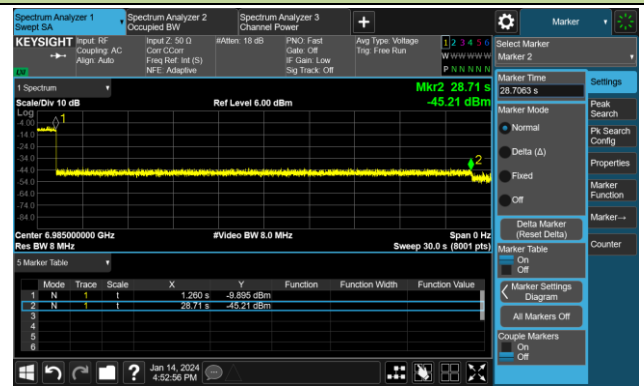 Spectrum Analyzer 1
Swept SA
Spectrum Analyzer 2
Occupied BW
Spectrum Analyzer 3
Channel Power
Marker
KEYSIGHT
Input: RF
Coupling: AC
Align: Auto
Input Z: 50 Ω
Corr CCorr
Freq Ref: Int (S)
NFE: Adaptive
#Atten: 18 dB
PNO: Fast
Gate: Off
IF Gain: Low
Sig Track: Off
Avg Type: Voltage
Trig: Free Run
1 2 3 4 5 6
W W W W W W
P N N N N N
Select Marker
Marker 2
1 Spectrum
Scale/Div 10 dB
Log
Ref Level 6.00 dBm
Mkr2 28.71 s
-45.21 dBm
-4.00
-14.0
-24.0
-34.0
-44.0
-54.0
-64.0
-74.0
-84.0
1
2
Center 6.985000000 GHz
Res BW 8 MHz
#Video BW 8.0 MHz
Span 0 Hz
Sweep 30.0 s (8001 pts)
5 Marker Table
Mode Trace Scale X Y Function Function Width Function Value
1 N 1 t 1.260 s -9.895 dBm
2 N 1 t 28.71 s -45.21 dBm
3
4
5
6
Marker Time
28.7063 s
Marker Mode
Normal
Delta (Δ)
Fixed
Off
Delta Marker
(Reset Delta)
Marker Table
On
Off
Marker Settings
Diagram
All Markers Off
Couple Markers
On
Off
Settings
Peak
Search
Pk Search
Config
Properties
Marker
Function
Marker→
Counter
?
Jan 14, 2024
4:52:56 PM